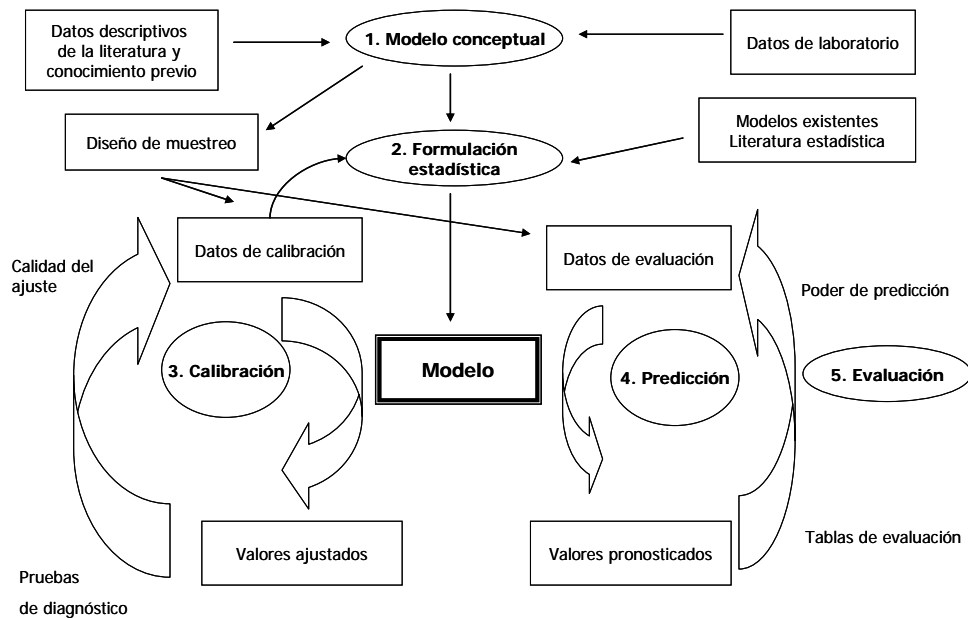 Datos descriptivos
de la literatura y
conocimiento previo
1. Modelo conceptual
Datos de laboratorio
Diseño de muestreo
2. Formulación
estadística
Modelos existentes
Literatura estadística
Datos de calibración
Datos de evaluación
Calidad del
ajuste
Poder de predicción
3. Calibración
Modelo
4. Predicción
5. Evaluación
Valores ajustados
Valores pronosticados
Tablas de evaluación
Pruebas
de diagnóstico